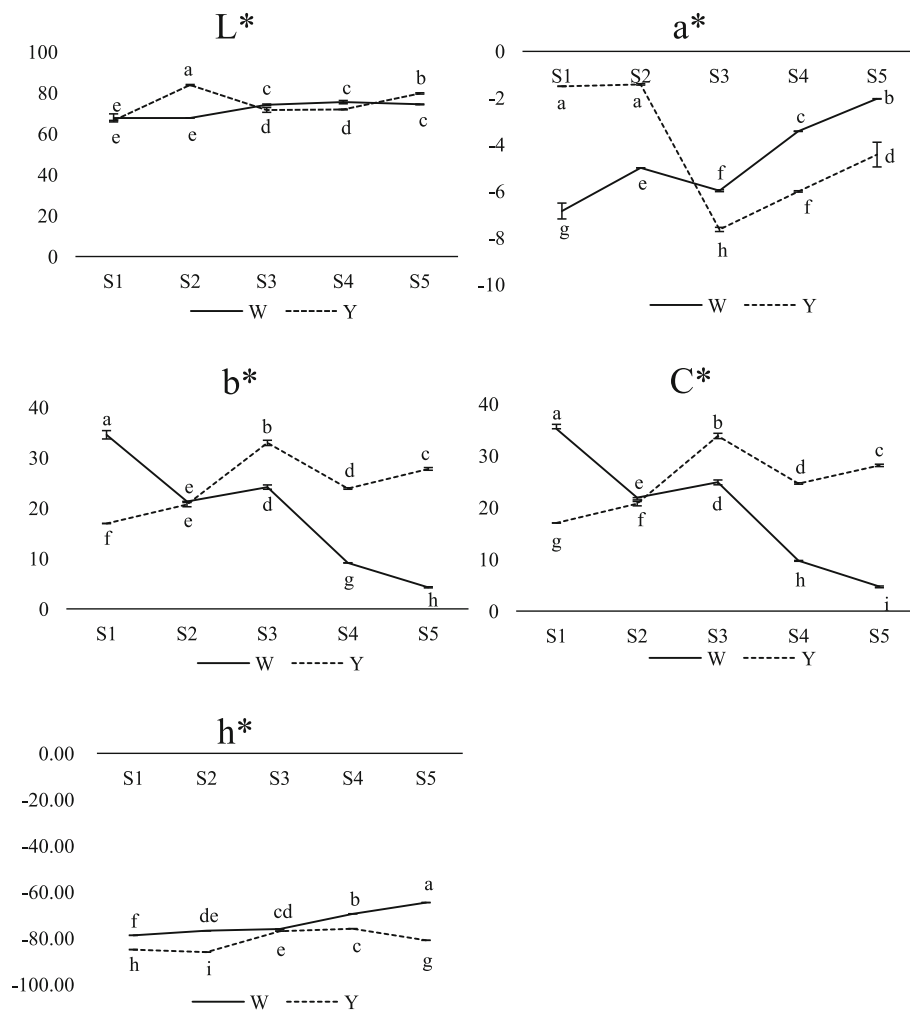 L*
100
80
60
40
20
0
e
a
c
c
b
e
e
d
d
c
S1 S2 S3 S4 S5
W Y
a*
0
-2
-4
-6
-8
-10
S1 S2 S3 S4 S5
a
a
c
b
f
e
d
f
g
h
W Y
b*
40
30
20
10
0
a
b
c
d
e
d
e
f
g
h
S1 S2 S3 S4 S5
W Y
C*
40
30
20
10
0
a
b
c
d
e
d
f
g
h
i
S1 S2 S3 S4 S5
W Y
h*
0.00
-20.00
-40.00
-60.00
-80.00
-100.00
S1 S2 S3 S4 S5
f
de
cd
b
a
h
i
e
c
g
W Y